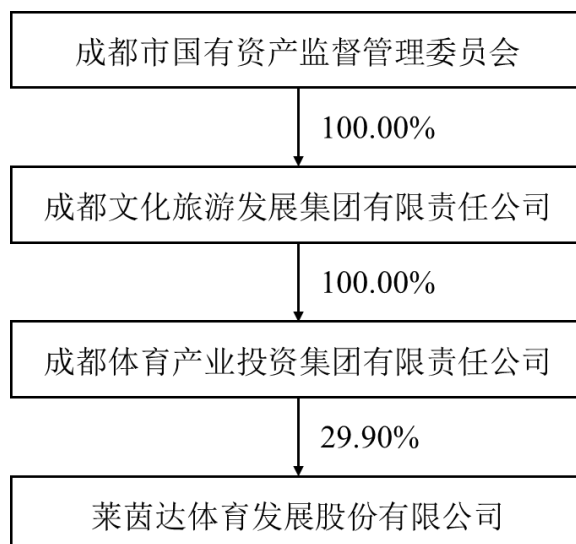 成都市国有资产监督管理委员会
100.00%
成都文化旅游发展集团有限责任公司
100.00%
成都体育产业投资集团有限责任公司
29.90%
莱茵达体育发展股份有限公司